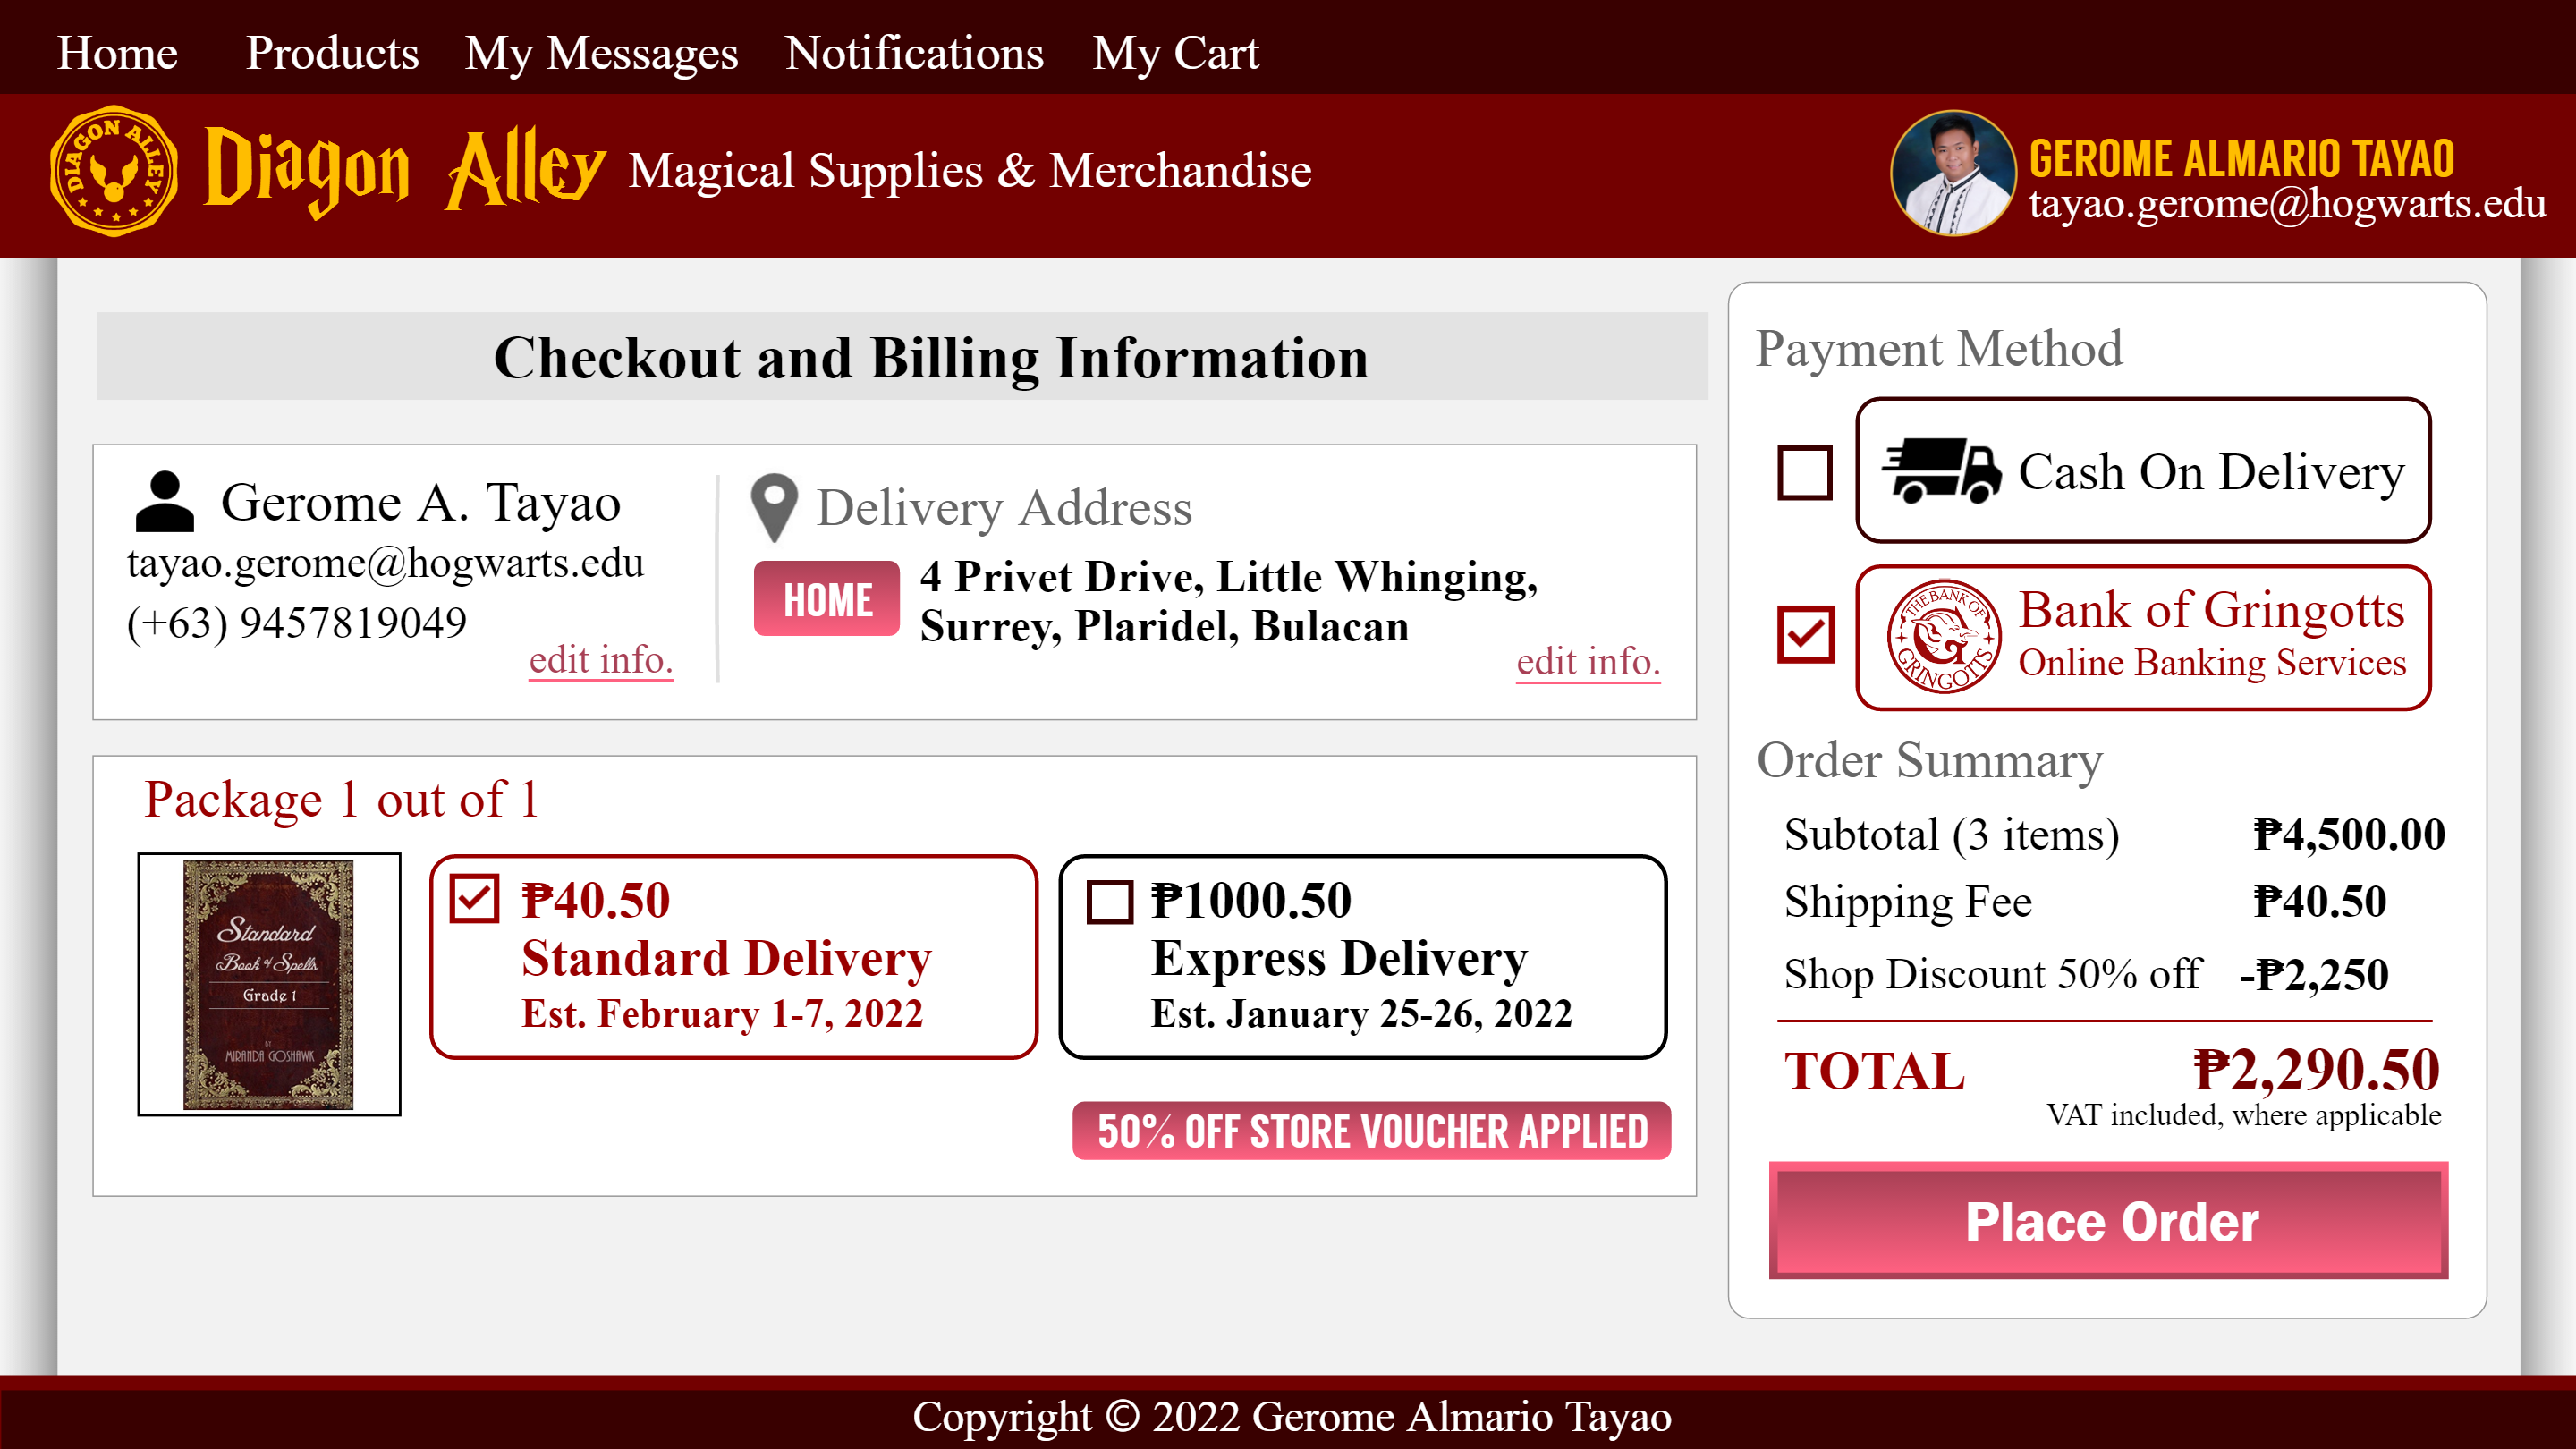 Home Products My Messages Notifications My Cart
DIAGON ALLEY
Diagon Alley Magical Supplies & Merchandise
GEROME ALMARIO TAYAO
tayao.gerome@hogwarts.edu
Checkout and Billing Information
Gerome A. Tayao
tayao.gerome@hogwarts.edu
(+63) 9457819049
edit info.
Delivery Address
HOME
4 Privet Drive, Little Whinging,
Surrey, Plaridel, Bulacan
edit info.
Package 1 out of 1
Standard
Book of Spells
Grade 1
BY
MIRANDA GOSHAWK
₱40.50
Standard Delivery
Est. February 1-7, 2022
₱1000.50
Express Delivery
Est. January 25-26, 2022
50% OFF STORE VOUCHER APPLIED
Payment Method
Cash On Delivery
THE BANK OF
GRINGOTTS
G
Bank of Gringotts
Online Banking Services
Order Summary
Subtotal (3 items) ₱4,500.00
Shipping Fee ₱40.50
Shop Discount 50% off -₱2,250
TOTAL ₱2,290.50
VAT included, where applicable
Place Order
Copyright © 2022 Gerome Almario Tayao